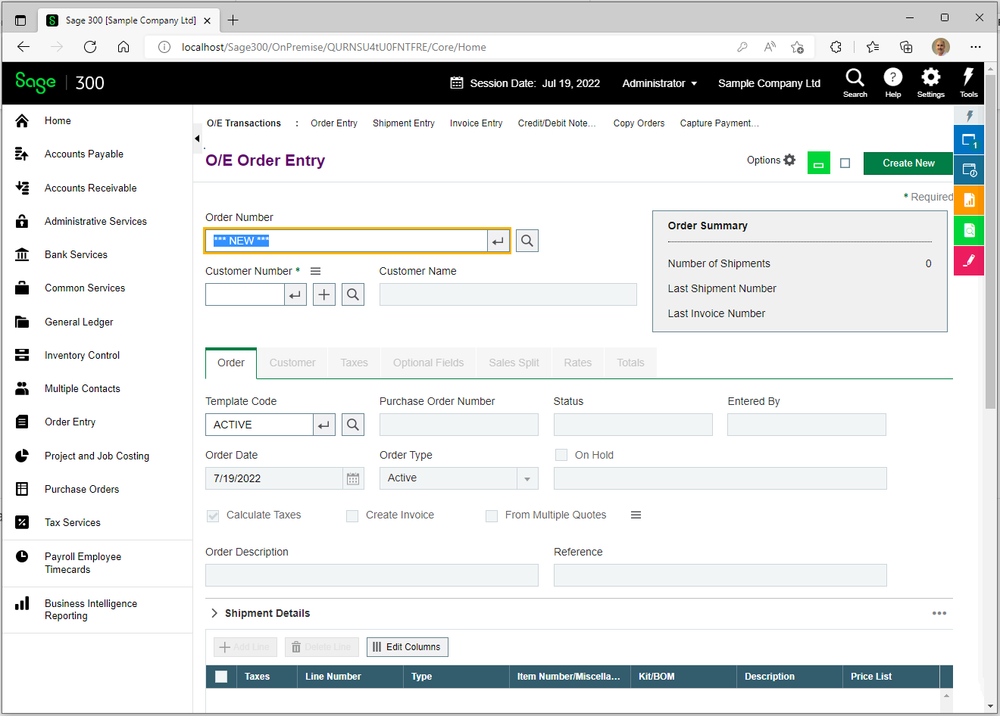 Sage 300 [Sample Company Ltd]
localhost/Sage300/OnPremise/QURNSU4tU0FNTFRE/Core/Home
Sage 300
Session Date: Jul 19, 2022
Administrator
Sample Company Ltd
Search
Help
Settings
Tools
Home
Accounts Payable
Accounts Receivable
Administrative Services
Bank Services
Common Services
General Ledger
Inventory Control
Multiple Contacts
Order Entry
Project and Job Costing
Purchase Orders
Tax Services
Payroll Employee
Timecards
Business Intelligence
Reporting
O/E Transactions : Order Entry Shipment Entry Invoice Entry Credit/Debit Note... Copy Orders Capture Payment...
O/E Order Entry
Options
Create New
1
* Required
Order Number
*** NEW ***
Customer Number *
Customer Name
Order Summary
Number of Shipments 0
Last Shipment Number
Last Invoice Number
Order Customer Taxes Optional Fields Sales Split Rates Totals
Template Code
Purchase Order Number
Status
Entered By
ACTIVE
Order Date
Order Type
On Hold
7/19/2022
Active
Calculate Taxes
Create Invoice
From Multiple Quotes
Order Description
Reference
Shipment Details
Add Line
Delete Line
Edit Columns
Taxes Line Number Type Item Number/Miscella... Kit/BOM Description Price List